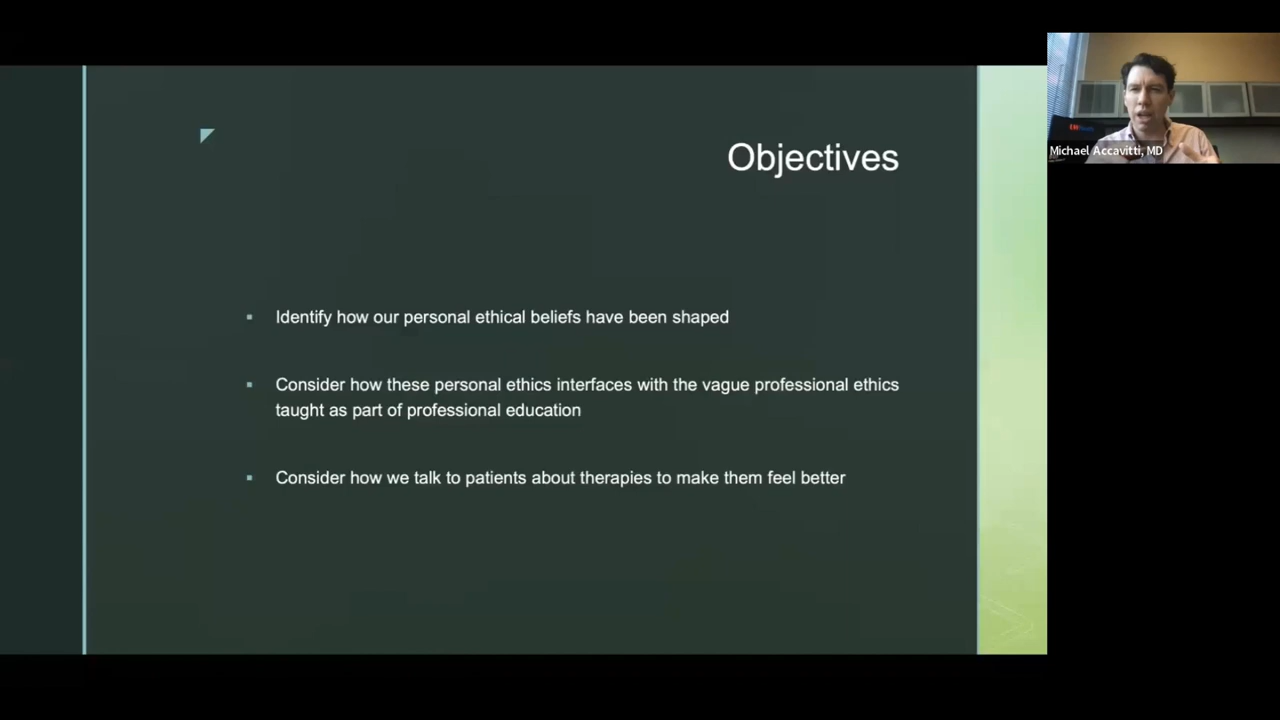 Objectives
Identify how our personal ethical beliefs have been shaped
Consider how these personal ethics interfaces with the vague professional ethics
taught as part of professional education
Consider how we talk to patients about therapies to make them feel better
Michael Accavitti, MD